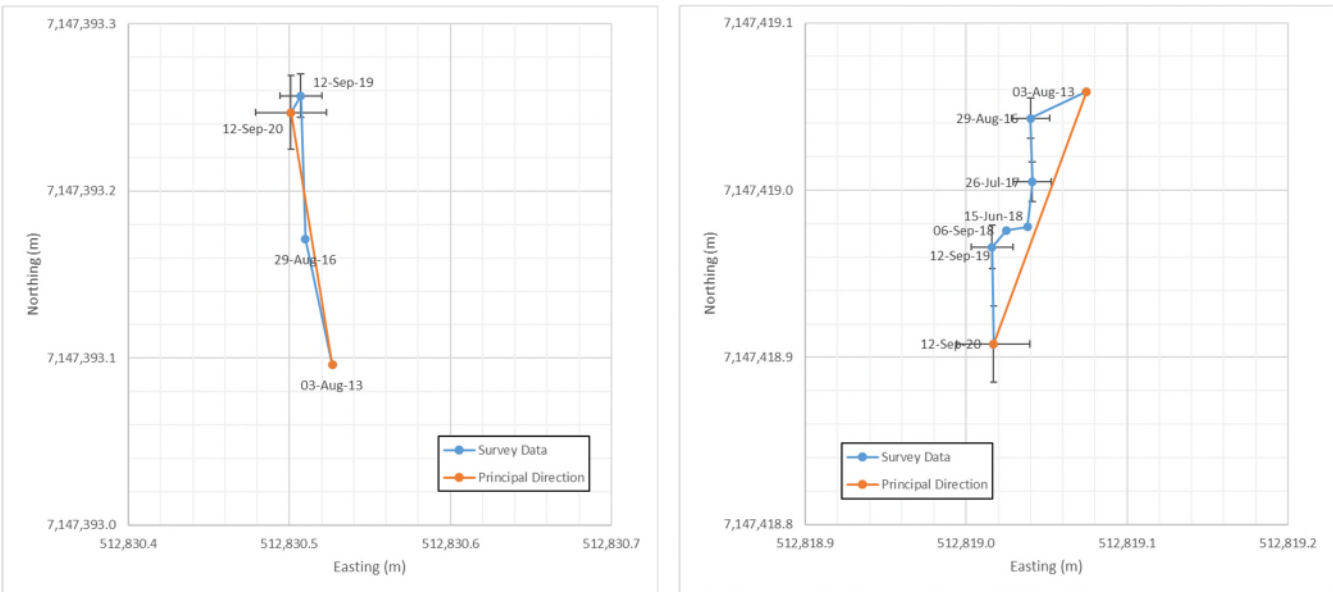 7,147,393.3
7,147,393.2
7,147,393.1
7,147,393.0
Northing (m)
12-Sep-19
12-Sep-20
29-Aug-16
03-Aug-13
Survey Data
Principal Direction
512,830.4
512,830.5
512,830.6
512,830.7
Easting (m)
7,147,419.1
7,147,419.0
7,147,418.9
7,147,418.8
Northing (m)
03-Aug-13
29-Aug-16
26-Jul-17
15-Jun-18
06-Sep-18
12-Sep-19
12-Sep-20
Survey Data
Principal Direction
512,818.9
512,819.0
512,819.1
512,819.2
Easting (m)